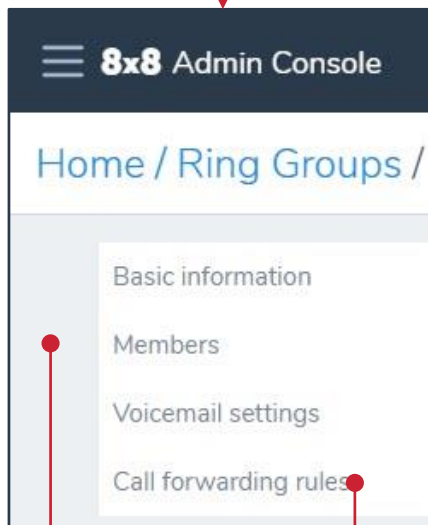 8x8 Admin Console
Home / Ring Groups /
Basic information
Members
Voicemail settings
Call forwarding rules